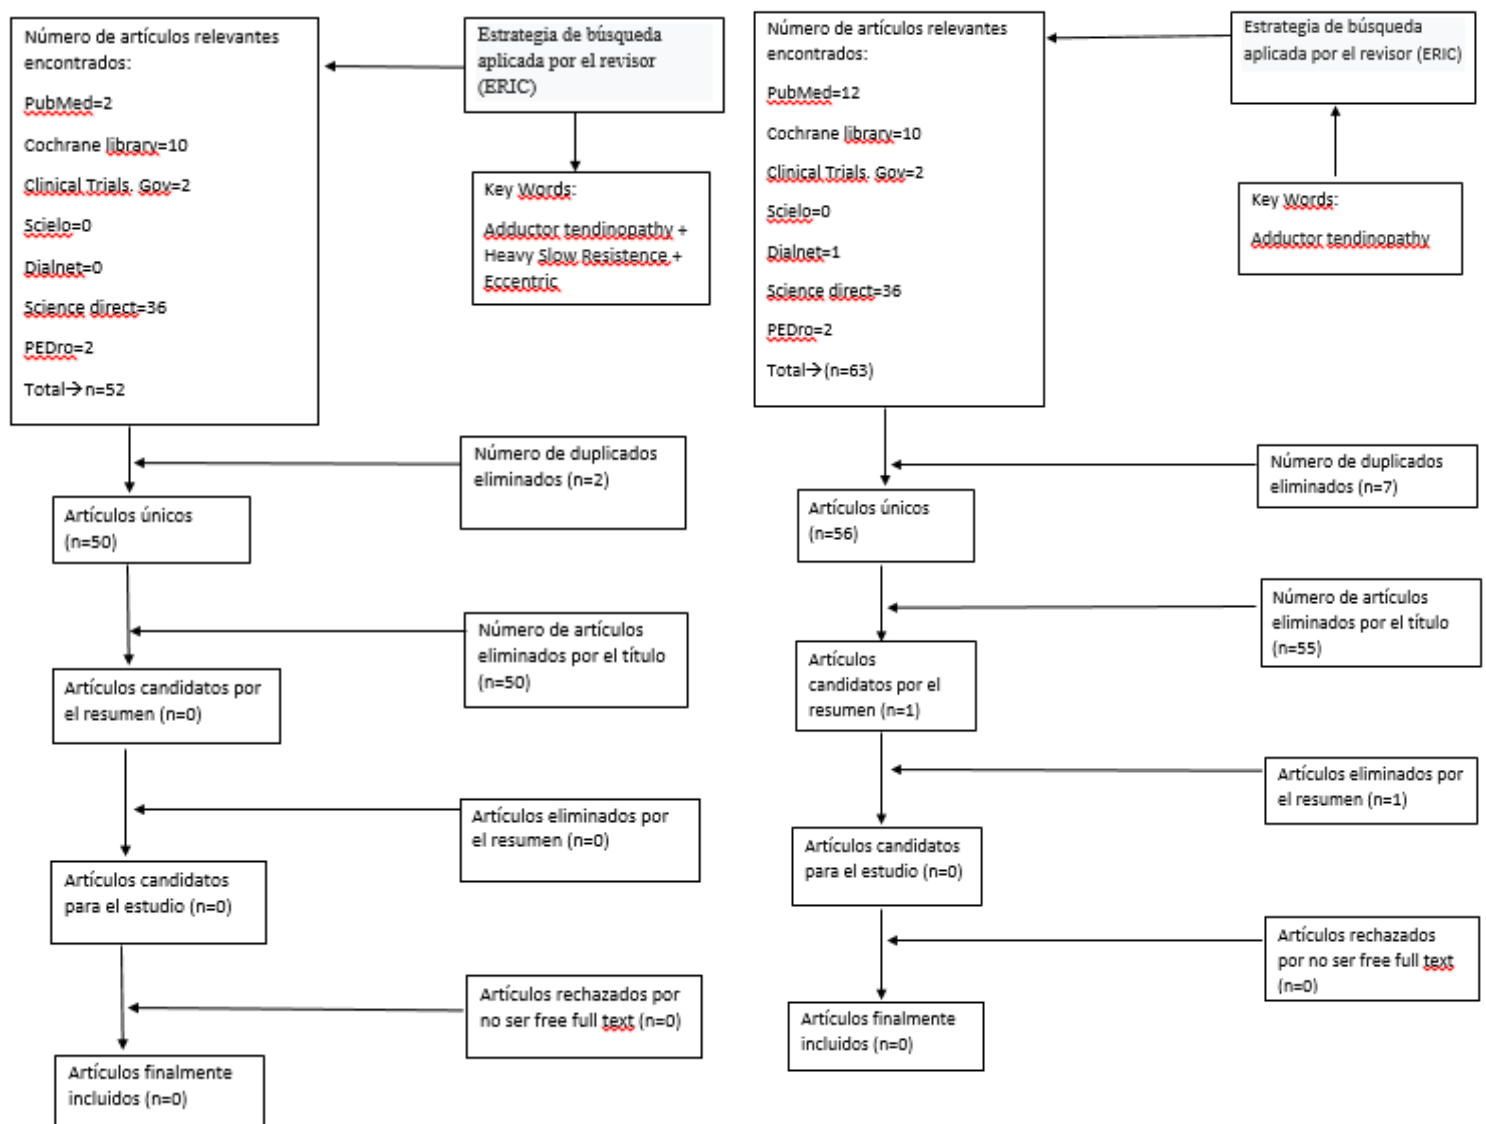 Número de artículos relevantes
encontrados:
PubMed=2
Cochrane library=10
Clinical Trials. Gov=2
Scielo=0
Dialnet=0
Science direct=36
PEDro=2
Total→n=52
Estrategia de búsqueda
aplicada por el revisor
(ERIC)
Key Words:
Adductor tendinopathy +
Heavy Slow Resistence +
Eccentric
Número de duplicados
eliminados (n=2)
Artículos únicos
(n=50)
Número de artículos
eliminados por el título
(n=50)
Artículos candidatos por
el resumen (n=0)
Artículos eliminados por
el resumen (n=0)
Artículos candidatos
para el estudio (n=0)
Artículos rechazados por
no ser free full text (n=0)
Artículos finalmente
incluidos (n=0)
Número de artículos relevantes
encontrados:
PubMed=12
Cochrane library=10
Clinical Trials. Gov=2
Scielo=0
Dialnet=1
Science direct=36
PEDro=2
Total→(n=63)
Estrategia de búsqueda
aplicada por el revisor (ERIC)
Key Words:
Adductor tendinopathy
Número de duplicados
eliminados (n=7)
Artículos únicos
(n=56)
Número de artículos
eliminados por el título
(n=55)
Artículos
candidatos por el
resumen (n=1)
Artículos eliminados por
el resumen (n=1)
Artículos candidatos
para el estudio (n=0)
Artículos rechazados
por no ser free full text
(n=0)
Artículos finalmente
incluidos (n=0)